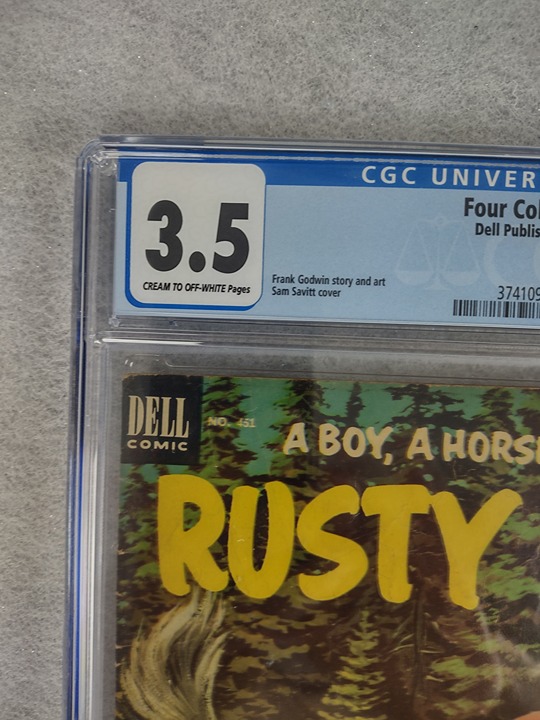 CGC UNIVER
3.5
CREAM TO OFF-WHITE Pages
Four Col
Dell Publis
Frank Godwin story and art
Sam Savitt cover
374109
DELL
COMIC
NO. 451
A BOY, A HORS
RUSTY